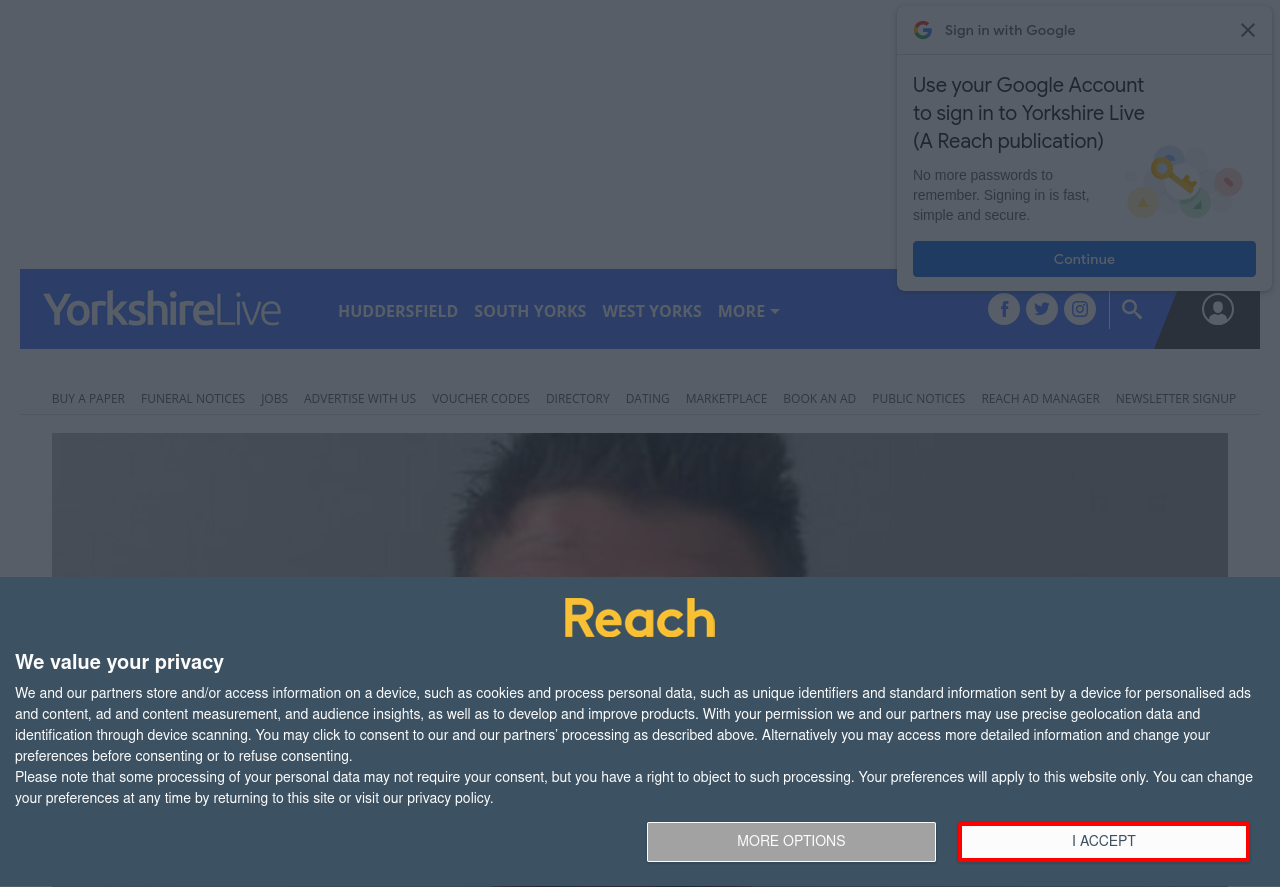 Sign in with Google
Use your Google Account
to sign in to Yorkshire Live
(A Reach publication)
No more passwords to
remember. Signing in is fast,
simple and secure.
Continue
YorkshireLive
HUDDERSFIELD SOUTH YORKS WEST YORKS MORE
BUY A PAPER FUNERAL NOTICES JOBS ADVERTISE WITH US VOUCHER CODES DIRECTORY DATING MARKETPLACE BOOK AN AD PUBLIC NOTICES REACH AD MANAGER NEWSLETTER SIGNUP
Reach
We value your privacy
We and our partners store and/or access information on a device, such as cookies and process personal data, such as unique identifiers and standard information sent by a device for personalised ads
and content, ad and content measurement, and audience insights, as well as to develop and improve products. With your permission we and our partners may use precise geolocation data and
identification through device scanning. You may click to consent to our and our partners’ processing as described above. Alternatively you may access more detailed information and change your
preferences before consenting or to refuse consenting.
Please note that some processing of your personal data may not require your consent, but you have a right to object to such processing. Your preferences will apply to this website only. You can change
your preferences at any time by returning to this site or visit our privacy policy.
MORE OPTIONS
I ACCEPT